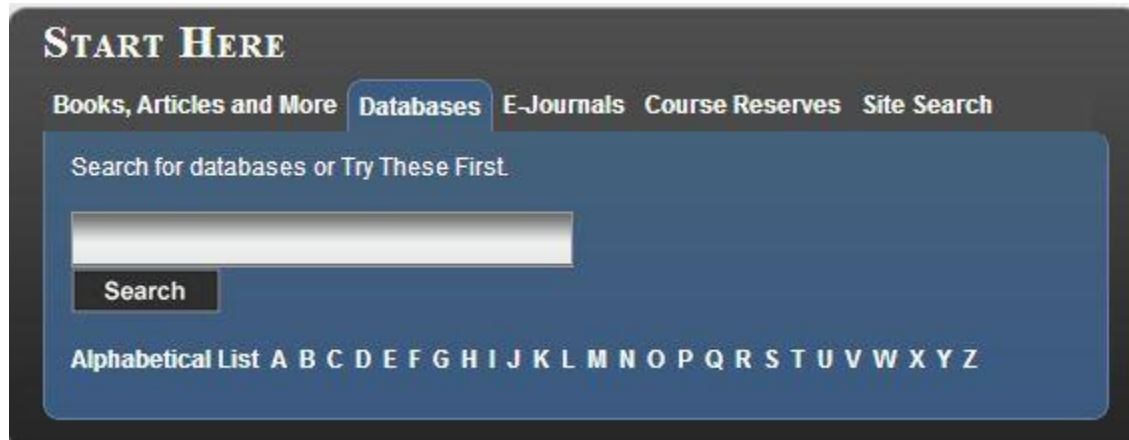 START HERE
Books, Articles and More Databases E-Journals Course Reserves Site Search
Search for databases or Try These First.
Search
Alphabetical List A B C D E F G H I J K L M N O P Q R S T U V W X Y Z